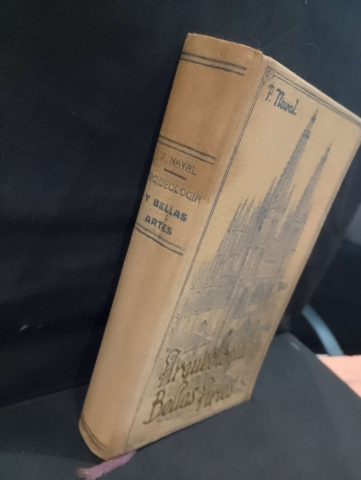 P. NAVAL
ARQUEOLOGIA
Y BELLAS
ARTES
P. Naval
Arqueología
Bellas Artes